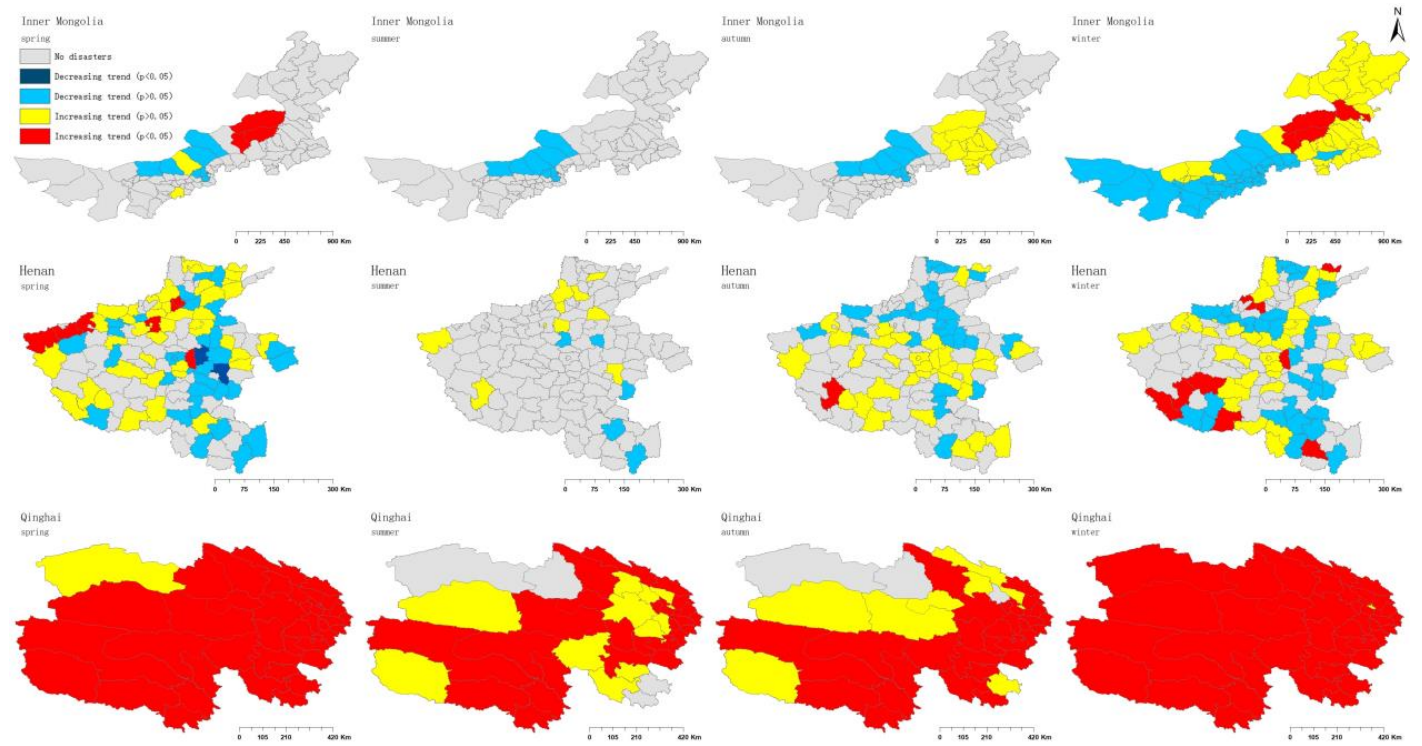 Inner Mongolia
spring
No disasters
Decreasing trend (p<0.05)
Decreasing trend (p>0.05)
Increasing trend (p>0.05)
Increasing trend (p<0.05)
0 225 450 900 Km
Inner Mongolia
summer
0 225 450 900 Km
Inner Mongolia
autumn
0 225 450 900 Km
Inner Mongolia
winter
N
0 225 450 900 Km
Henan
spring
0 75 150 300 Km
Henan
summer
0 75 150 300 Km
Henan
autumn
0 75 150 300 Km
Henan
winter
0 75 150 300 Km
Qinghai
spring
0 105 210 420 Km
Qinghai
summer
0 105 210 420 Km
Qinghai
autumn
0 105 210 420 Km
Qinghai
winter
0 105 210 420 Km